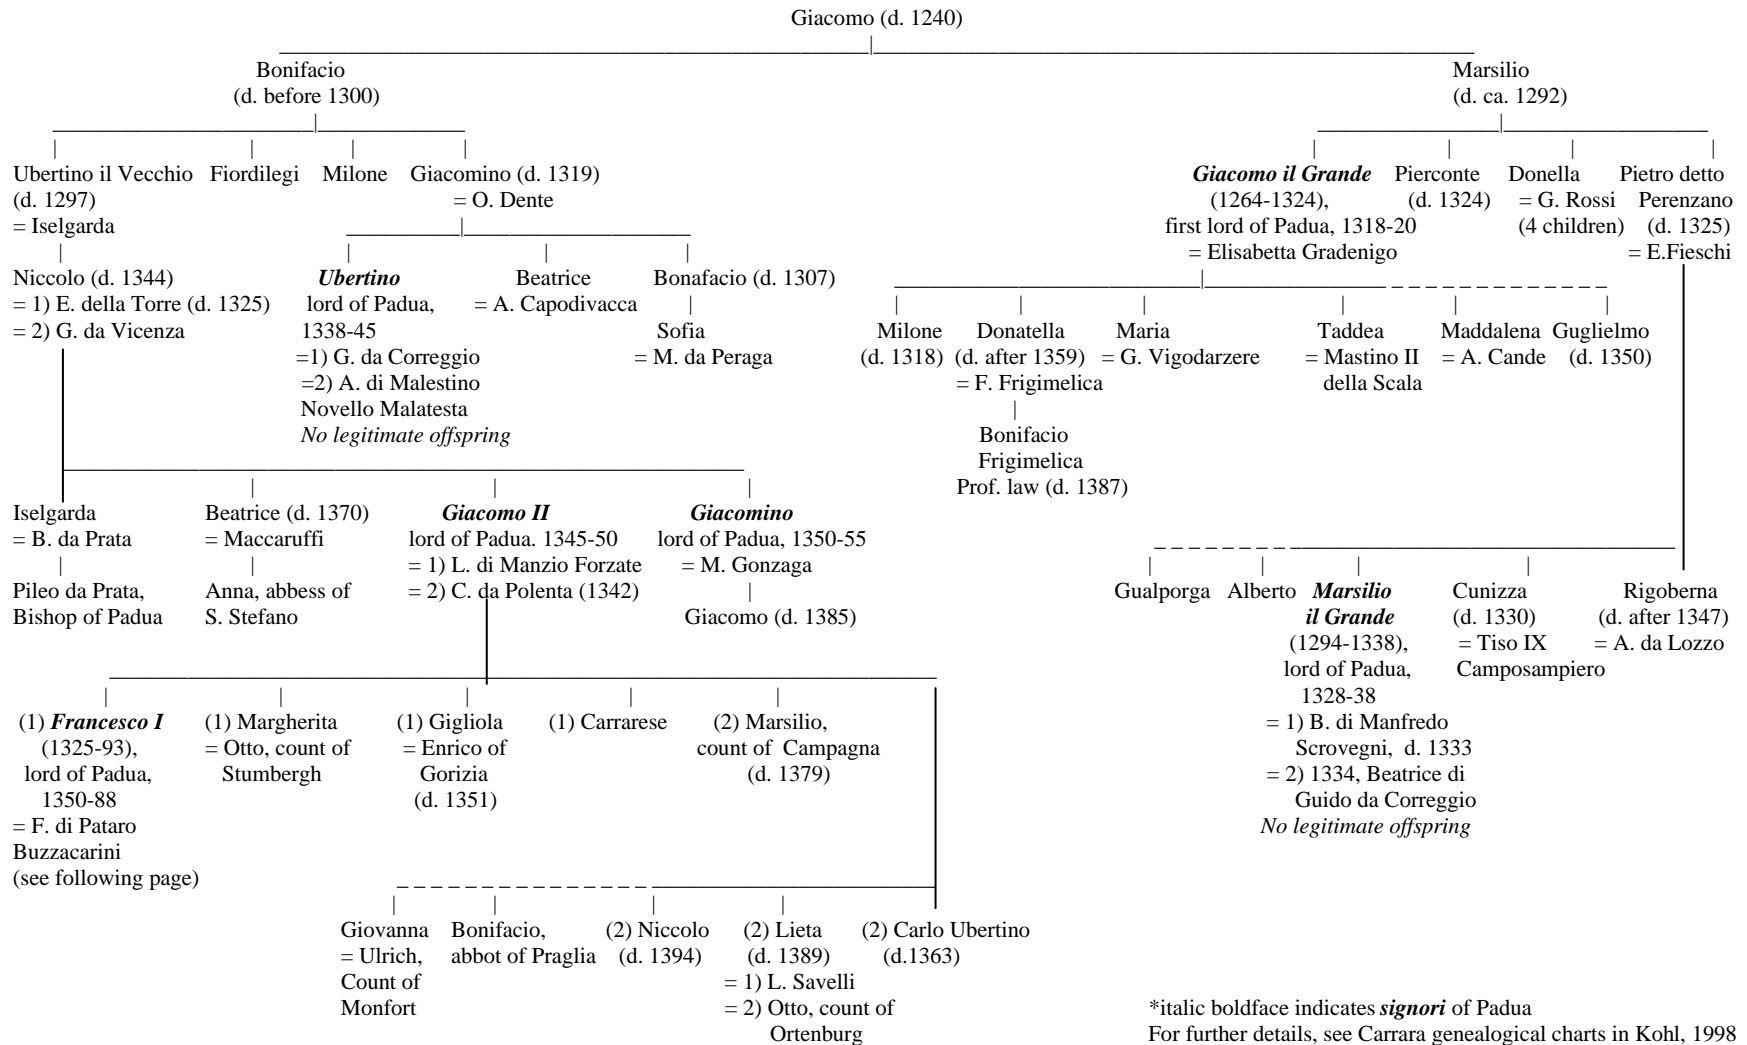 Giacomo (d. 1240)
Bonifacio
(d. before 1300)
Marsilio
(d. ca. 1292)
Ubertino il Vecchio
(d. 1297)
= Iselgarda
Fiordilegi
Milone
Giacomino (d. 1319)
= O. Dente
Giacomo il Grande
(1264-1324),
first lord of Padua, 1318-20
= Elisabetta Gradenigo
Pierconte
(d. 1324)
Donella
= G. Rossi
(4 children)
Pietro detto
Perenzano
(d. 1325)
= E.Fieschi
Niccolo (d. 1344)
= 1) E. della Torre (d. 1325)
= 2) G. da Vicenza
Ubertino
lord of Padua,
1338-45
=1) G. da Correggio
=2) A. di Malestino
Novello Malatesta
No legitimate offspring
Beatrice
= A. Capodivacca
Bonafacio (d. 1307)
Sofia
= M. da Peraga
Milone
(d. 1318)
Donatella
(d. after 1359)
= F. Frigimelica
Bonifacio
Frigimelica
Prof. law (d. 1387)
Maria
= G. Vigodarzere
Taddea
= Mastino II
della Scala
Maddalena
= A. Cande
Guglielmo
(d. 1350)
Iselgarda
= B. da Prata
Pileo da Prata,
Bishop of Padua
Beatrice (d. 1370)
= Maccaruffi
Anna, abbess of
S. Stefano
Giacomo II
lord of Padua. 1345-50
= 1) L. di Manzio Forzate
= 2) C. da Polenta (1342)
Giacomino
lord of Padua, 1350-55
= M. Gonzaga
Giacomo (d. 1385)
Gualporga
Alberto
Marsilio
il Grande
(1294-1338),
lord of Padua,
1328-38
= 1) B. di Manfredo
Scrovegni, d. 1333
= 2) 1334, Beatrice di
Guido da Correggio
No legitimate offspring
Cunizza
(d. 1330)
= Tiso IX
Camposampiero
Rigoberna
(d. after 1347)
= A. da Lozzo
(1) Francesco I
(1325-93),
lord of Padua,
1350-88
= F. di Pataro
Buzzacarini
(see following page)
(1) Margherita
= Otto, count of
Stumbergh
(1) Gigliola
= Enrico of
Gorizia
(d. 1351)
(1) Carrarese
(2) Marsilio,
count of Campagna
(d. 1379)
Giovanna
= Ulrich,
Count of
Monfort
Bonifacio,
abbot of Praglia
(2) Niccolo
(d. 1394)
(2) Lieta
(d. 1389)
= 1) L. Savelli
= 2) Otto, count of
Ortenburg
(2) Carlo Ubertino
(d.1363)
*italic boldface indicates signori of Padua
For further details, see Carrara genealogical charts in Kohl, 1998